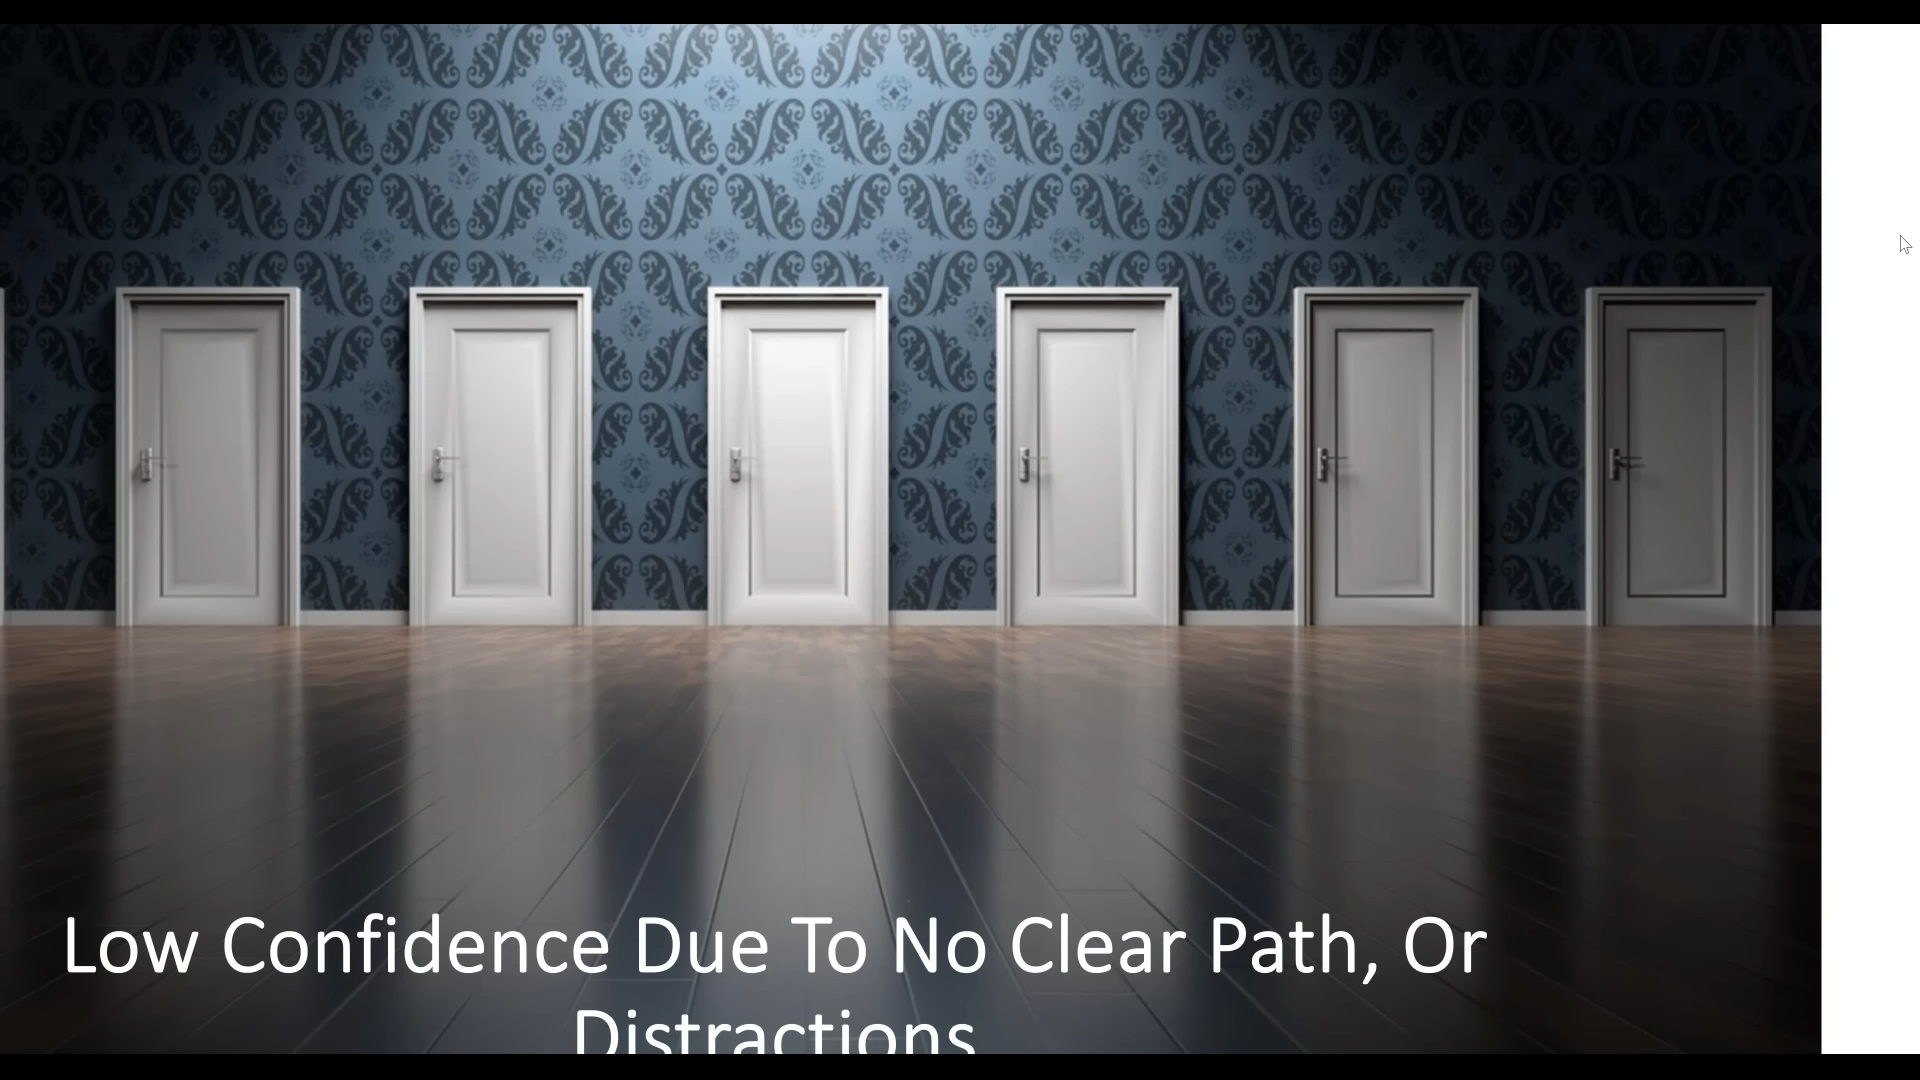 Low Confidence Due To No Clear Path, Or
Distractions